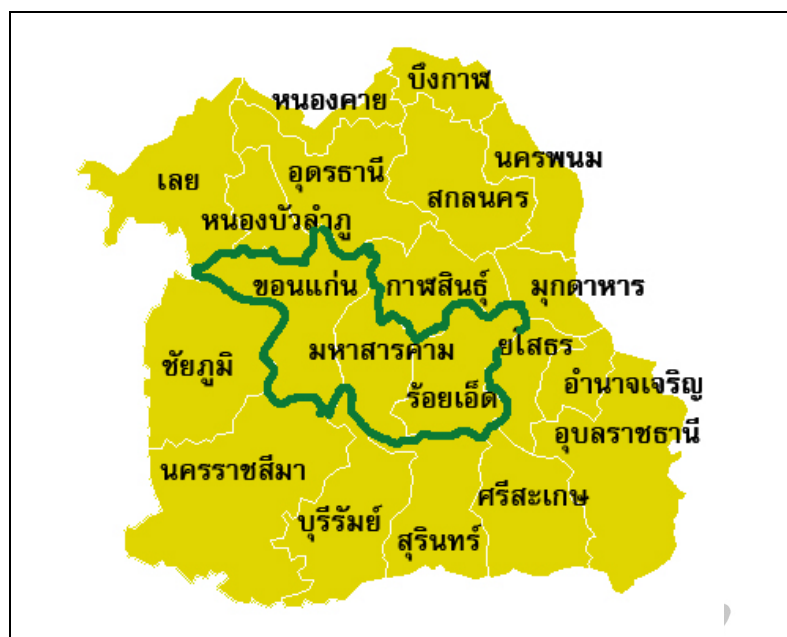 บึงกาฬ
หนองคาย
นครพนม
อุดรธานี
เลย
สกลนคร
หนองบัวลำภู
ขอนแก่น
กาฬสินธุ์
มุกดาหาร
ยโสธร
มหาสารคาม
ชัยภูมิ
อำนาจเจริญ
ร้อยเอ็ด
อุบลราชธานี
นครราชสีมา
ศรีสะเกษ
บุรีรัมย์
สุรินทร์